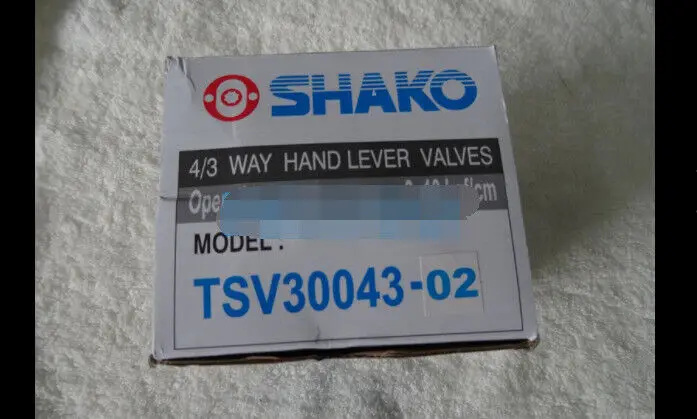 SHAKO
4/3 WAY HAND LEVER VALVES
MODEL :
TSV30043-02